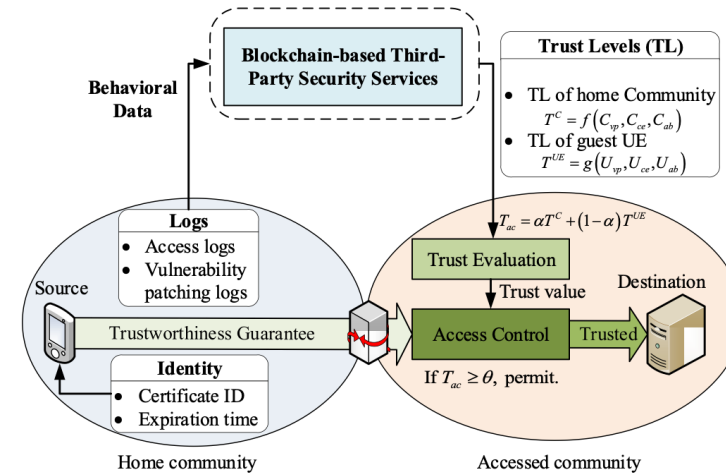 Blockchain-based Third-
Party Security Services
Behavioral
Data
Trust Levels (TL)
• TL of home Community
T^C = f(C_vp, C_ce, C_ab)
• TL of guest UE
T^UE = g(U_vp, U_ce, U_ab)
Logs
• Access logs
• Vulnerability
patching logs
T_ac = αT^C + (1−α)T^UE
Trust Evaluation
Trust value
Source
Destination
Trustworthiness Guarantee
Access Control
Trusted
Identity
• Certificate ID
• Expiration time
If T_ac ≥ θ, permit.
Home community
Accessed community